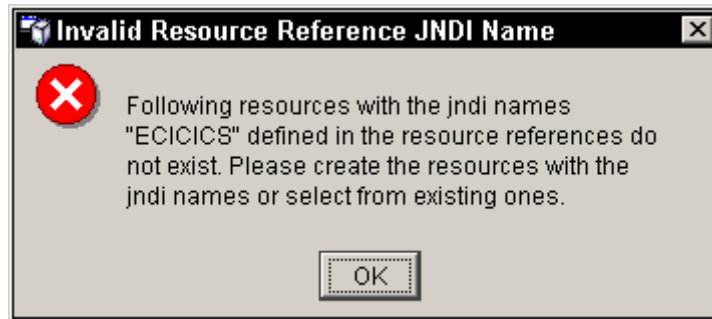 Invalid Resource Reference JNDI Name
Following resources with the jndi names
"ECICICS" defined in the resource references do
not exist. Please create the resources with the
jndi names or select from existing ones.
OK